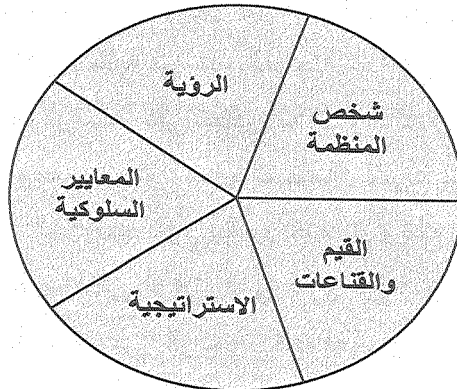 الرؤية
شخص
المنظمة
المعايير
السلوكية
القيم
والقناعات
الاستراتيجية